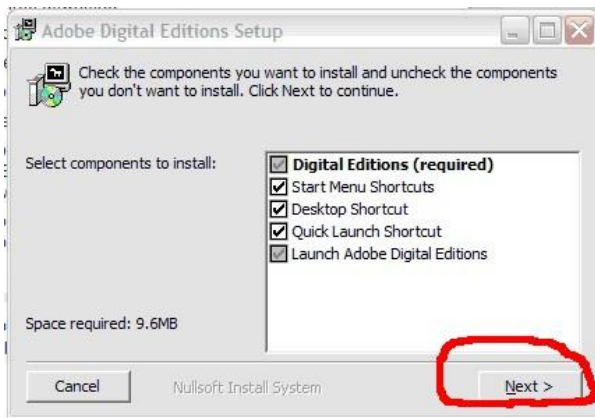 Adobe Digital Editions Setup
Check the components you want to install and uncheck the components
you don't want to install. Click Next to continue.
Select components to install:
Digital Editions (required)
Start Menu Shortcuts
Desktop Shortcut
Quick Launch Shortcut
Launch Adobe Digital Editions
Space required: 9.6MB
Cancel
Nullsoft Install System
Next >